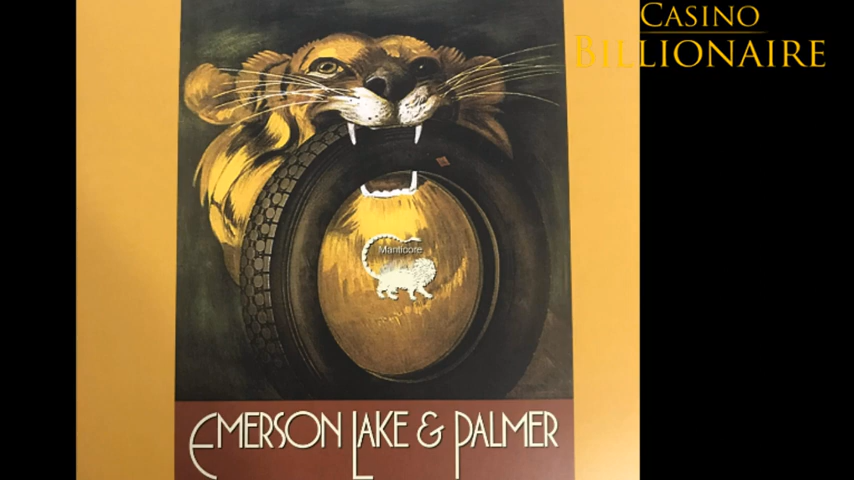 CASINO
BILLIONAIRE
Manticore
EMERSON LAKE & PALMER